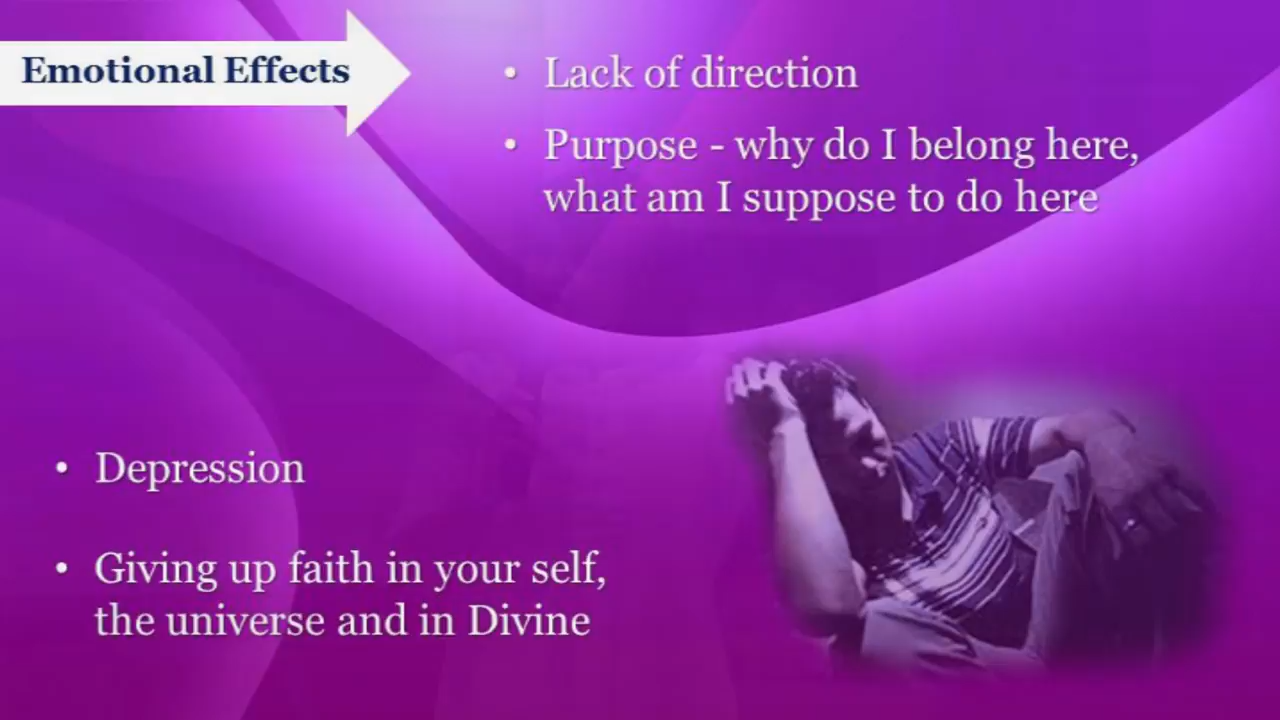 Emotional Effects
• Lack of direction
• Purpose - why do I belong here,
what am I suppose to do here
• Depression
• Giving up faith in your self,
the universe and in Divine